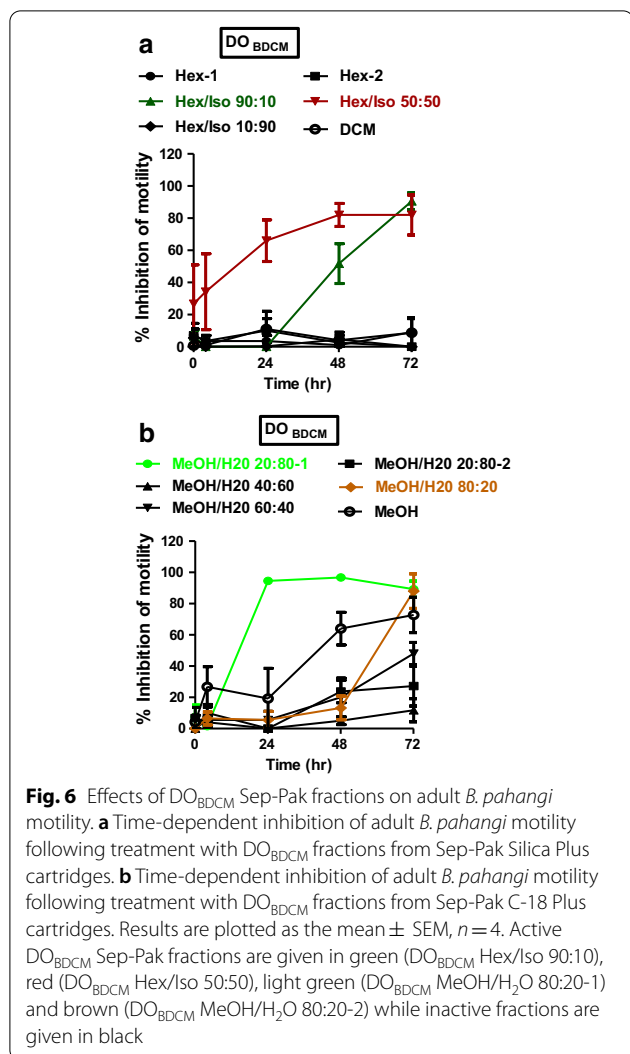 a
DO BDCM
Hex-1 Hex-2
Hex/Iso 90:10 Hex/Iso 50:50
Hex/Iso 10:90 DCM
% Inhibition of motility
120
100
80
60
40
20
0
0 24 48 72
Time (hr)
b
DO BDCM
MeOH/H20 20:80-1 MeOH/H20 20:80-2
MeOH/H20 40:60 MeOH/H20 80:20
MeOH/H20 60:40 MeOH
% Inhibition of motility
120
100
80
60
40
20
0
0 24 48 72
Time (hr)
Fig. 6 Effects of DOBDCM Sep-Pak fractions on adult B. pahangi
motility. a Time-dependent inhibition of adult B. pahangi motility
following treatment with DOBDCM fractions from Sep-Pak Silica Plus
cartridges. b Time-dependent inhibition of adult B. pahangi motility
following treatment with DOBDCM fractions from Sep-Pak C-18 Plus
cartridges. Results are plotted as the mean ± SEM, n = 4. Active
DOBDCM Sep-Pak fractions are given in green (DOBDCM Hex/Iso 90:10),
red (DOBDCM Hex/Iso 50:50), light green (DOBDCM MeOH/H2O 80:20-1)
and brown (DOBDCM MeOH/H2O 80:20-2) while inactive fractions are
given in black